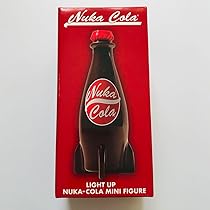 Nuka Cola
Nuka
Cola
LIGHT UP
NUKA-COLA MINI FIGURE